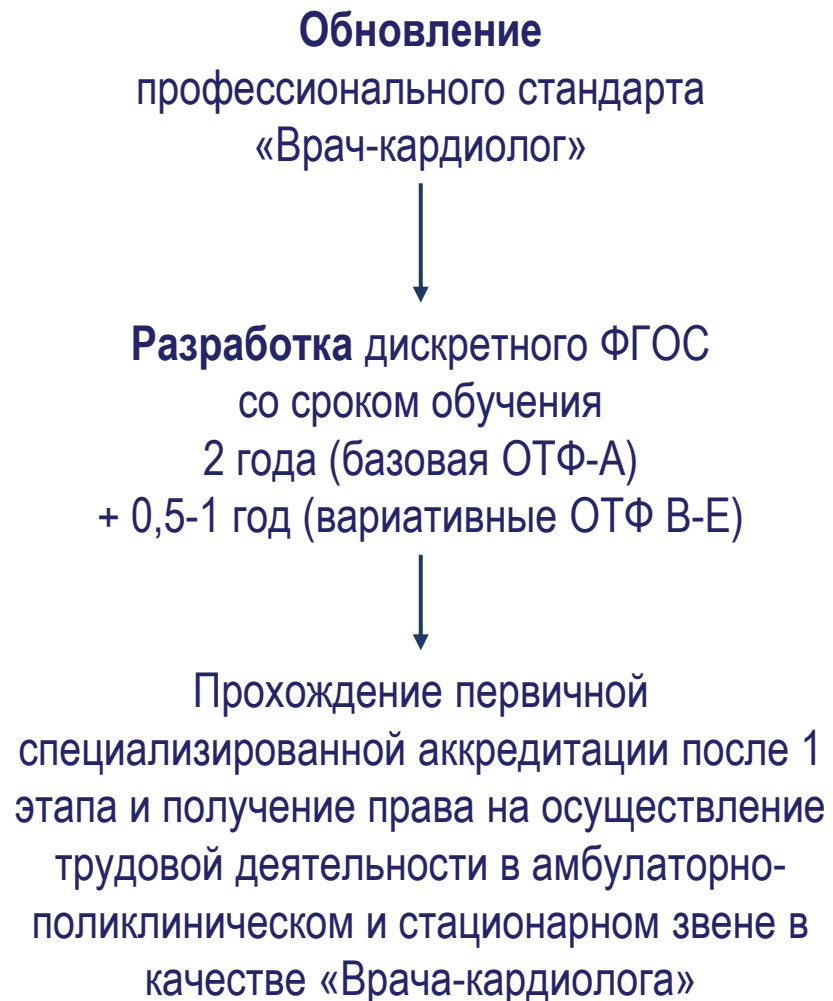 Обновление
профессионального стандарта
«Врач-кардиолог»
Разработка дискретного ФГОС
со сроком обучения
2 года (базовая ОТФ-А)
+ 0,5-1 год (вариативные ОТФ В-Е)
Прохождение первичной
специализированной аккредитации после 1
этапа и получение права на осуществление
трудовой деятельности в амбулаторно-
поликлиническом и стационарном звене в
качестве «Врача-кардиолога»